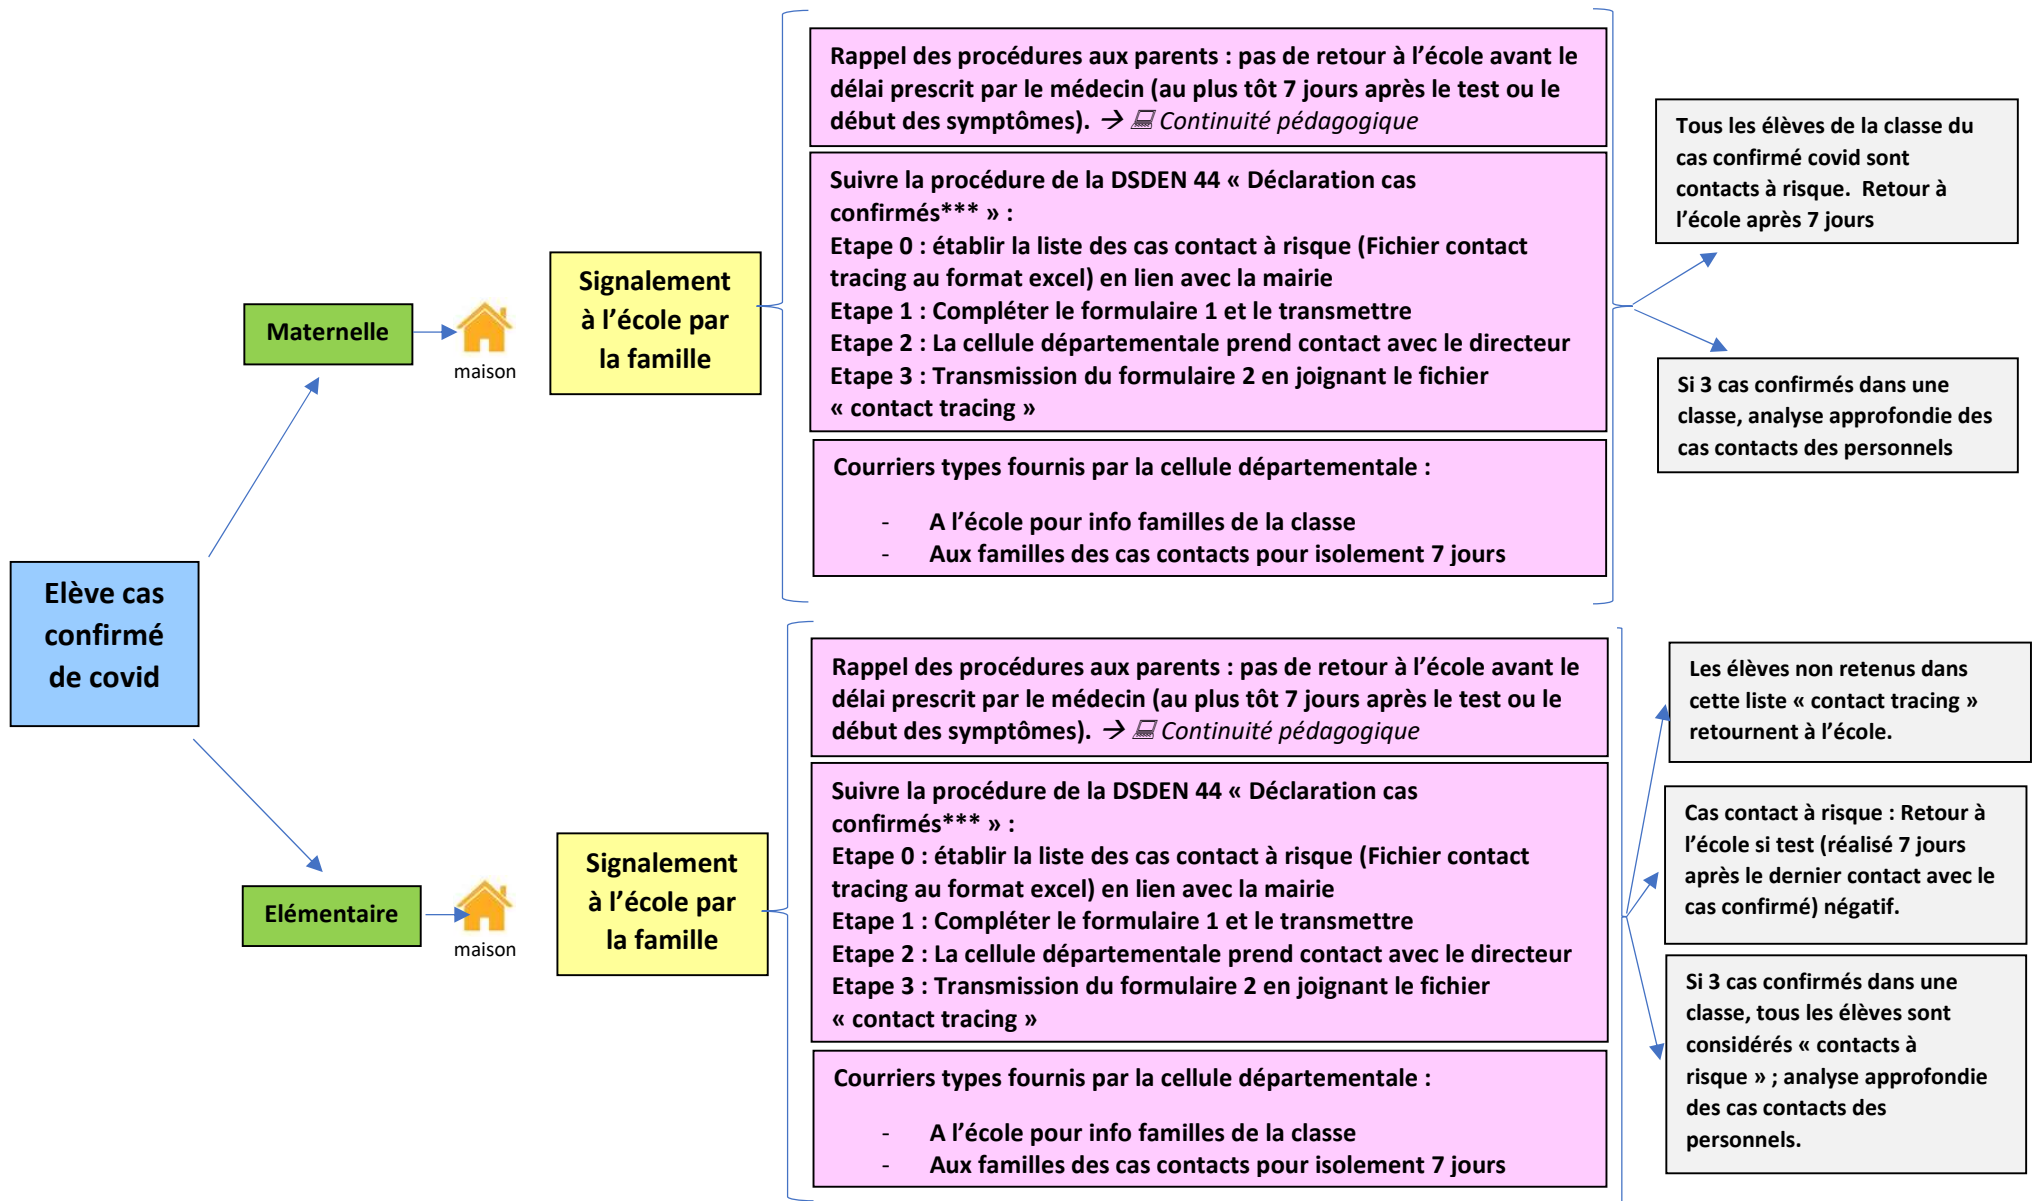 Elève cas
confirmé
de covid
Maternelle
maison
Signalement
à l’école par
la famille
Rappel des procédures aux parents : pas de retour à l’école avant le
délai prescrit par le médecin (au plus tôt 7 jours après le test ou le
début des symptômes). → 💻 Continuité pédagogique
Suivre la procédure de la DSDEN 44 « Déclaration cas
confirmés*** » :
Etape 0 : établir la liste des cas contact à risque (Fichier contact
tracing au format excel) en lien avec la mairie
Etape 1 : Compléter le formulaire 1 et le transmettre
Etape 2 : La cellule départementale prend contact avec le directeur
Etape 3 : Transmission du formulaire 2 en joignant le fichier
« contact tracing »
Courriers types fournis par la cellule départementale :
- A l’école pour info familles de la classe
- Aux familles des cas contacts pour isolement 7 jours
Tous les élèves de la classe du
cas confirmé covid sont
contacts à risque. Retour à
l’école après 7 jours
Si 3 cas confirmés dans une
classe, analyse approfondie des
cas contacts des personnels
Elémentaire
maison
Signalement
à l’école par
la famille
Rappel des procédures aux parents : pas de retour à l’école avant le
délai prescrit par le médecin (au plus tôt 7 jours après le test ou le
début des symptômes). → 💻 Continuité pédagogique
Suivre la procédure de la DSDEN 44 « Déclaration cas
confirmés*** » :
Etape 0 : établir la liste des cas contact à risque (Fichier contact
tracing au format excel) en lien avec la mairie
Etape 1 : Compléter le formulaire 1 et le transmettre
Etape 2 : La cellule départementale prend contact avec le directeur
Etape 3 : Transmission du formulaire 2 en joignant le fichier
« contact tracing »
Courriers types fournis par la cellule départementale :
- A l’école pour info familles de la classe
- Aux familles des cas contacts pour isolement 7 jours
Les élèves non retenus dans
cette liste « contact tracing »
retournent à l’école.
Cas contact à risque : Retour à
l’école si test (réalisé 7 jours
après le dernier contact avec le
cas confirmé) négatif.
Si 3 cas confirmés dans une
classe, tous les élèves sont
considérés « contacts à
risque » ; analyse approfondie
des cas contacts des
personnels.